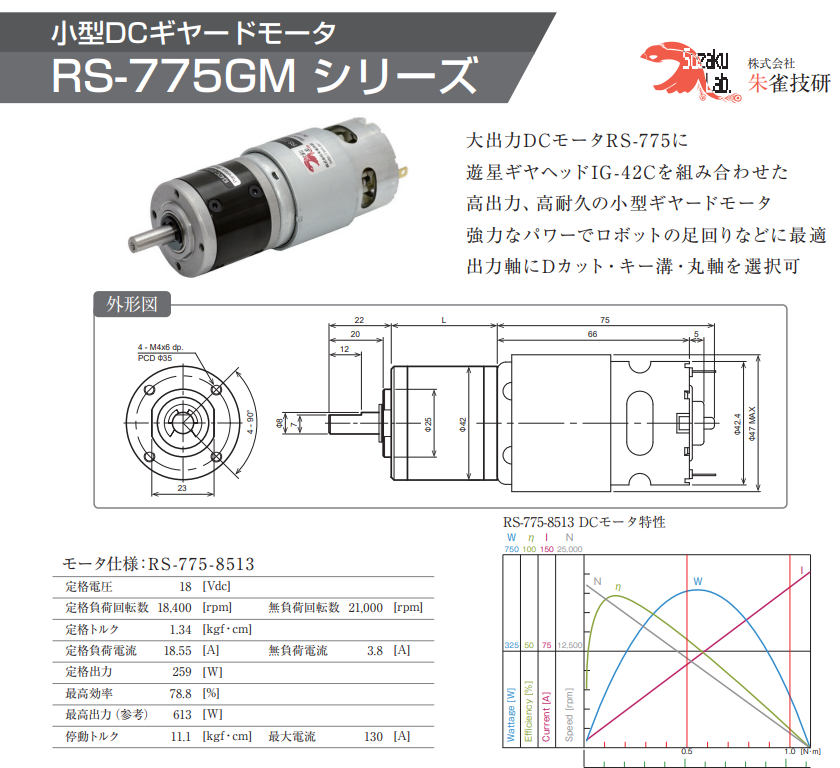 小型DCギヤードモータ
RS-775GM シリーズ
Suzaku Lab.
株式会社
朱雀技研
大出力DCモータRS-775に
遊星ギヤヘッドIG-42Cを組み合わせた
高出力、高耐久の小型ギヤードモータ
強力なパワーでロボットの足回りなどに最適
出力軸にDカット・キー溝・丸軸を選択可
外形図
22 L 75
20 66 5
12
4 - M4x6 dp.
PCD Φ35
4 - 90°
23
Φ8
7
Φ25
Φ42
Φ42.4
Φ47 MAX
RS-775-8513 DCモータ特性
W η I N
750 100 150 25,000
N η W I
325 50 75 12,500
Wattage [W]
Efficiency [%]
Current [A]
Speed [rpm]
0.5 1.0 [N·m]
モータ仕様：RS-775-8513
定格電圧 18 [Vdc]
定格負荷回転数 18,400 [rpm] 無負荷回転数 21,000 [rpm]
定格トルク 1.34 [kgf·cm]
定格負荷電流 18.55 [A] 無負荷電流 3.8 [A]
定格出力 259 [W]
最高効率 78.8 [%]
最高出力（参考） 613 [W]
停動トルク 11.1 [kgf·cm] 最大電流 130 [A]